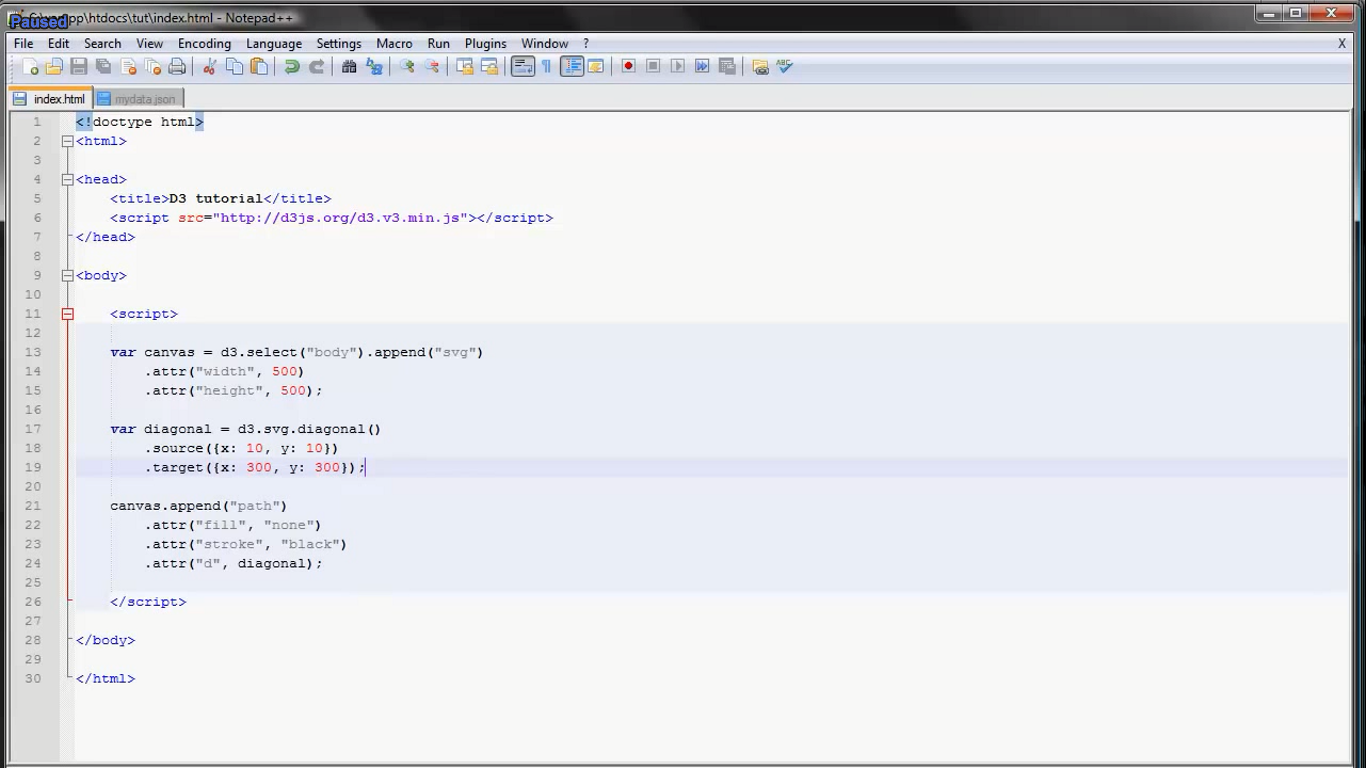 Paused
app\htdocs\tut\index.html - Notepad++
File Edit Search View Encoding Language Settings Macro Run Plugins Window ? X
index.html mydata.json
1 <!doctype html>
2 <html>
3
4 <head>
5 <title>D3 tutorial</title>
6 <script src="http://d3js.org/d3.v3.min.js"></script>
7 </head>
8
9 <body>
10
11 <script>
12
13 var canvas = d3.select("body").append("svg")
14 .attr("width", 500)
15 .attr("height", 500);
16
17 var diagonal = d3.svg.diagonal()
18 .source({x: 10, y: 10})
19 .target({x: 300, y: 300});
20
21 canvas.append("path")
22 .attr("fill", "none")
23 .attr("stroke", "black")
24 .attr("d", diagonal);
25
26 </script>
27
28 </body>
29
30 </html>